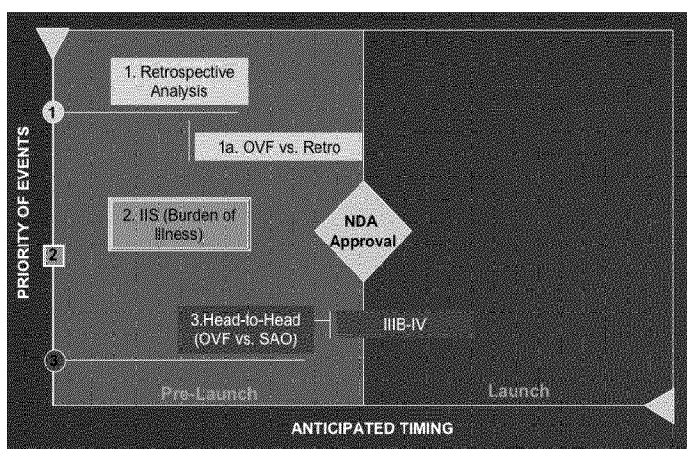 1. Retrospective
Analysis
1
1a. OVF vs. Retro
2. IIS (Burden of
Illness)
NDA
Approval
2
3.Head-to-Head
(OVF vs. SAO)
IIIB-IV
3
Pre-Launch
Launch
PRIORITY OF EVENTS
ANTICIPATED TIMING